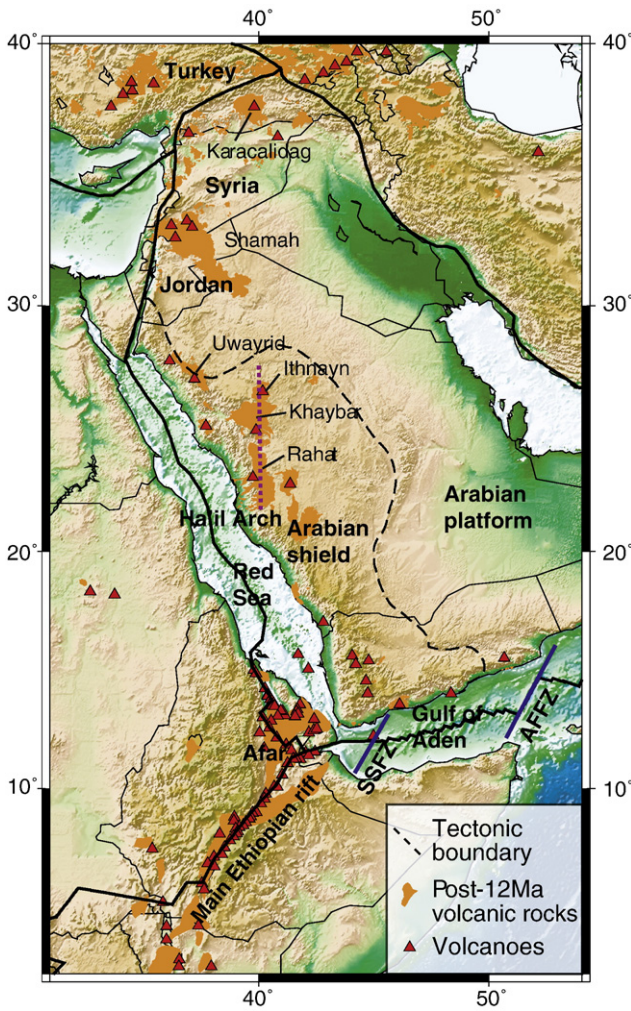 40°
50°
40°
40°
Turkey
Karacalidag
Syria
Shamah
Jordan
30°
30°
Uwayrid
Ithnayn
Khaybar
Rahat
Halil Arch
Arabian
shield
Arabian
platform
20°
20°
Red
Sea
Gulf of
Aden
AFFZ
SSFZ
Afar
Main Ethiopian rift
10°
10°
Tectonic
boundary
Post-12Ma
volcanic rocks
Volcanoes
40°
50°